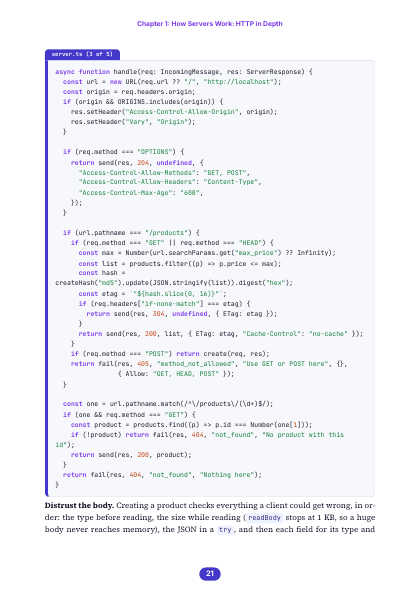 Chapter 1: How Servers Work: HTTP in Depth
server.ts (3 of 5)
async function handle(req: IncomingMessage, res: ServerResponse) {
  const url = new URL(req.url ?? "/", "http://localhost");
  const origin = req.headers.origin;
  if (origin && ORIGINS.includes(origin)) {
    res.setHeader("Access-Control-Allow-Origin", origin);
    res.setHeader("Vary", "Origin");
  }
  if (req.method === "OPTIONS") {
    return send(res, 204, undefined, {
      "Access-Control-Allow-Methods": "GET, POST",
      "Access-Control-Allow-Headers": "Content-Type",
      "Access-Control-Max-Age": "600",
    });
  }
  if (url.pathname === "/products") {
    if (req.method === "GET" || req.method === "HEAD") {
      const max = Number(url.searchParams.get("max_price") ?? Infinity);
      const list = products.filter((p) => p.price <= max);
      const hash =
createHash("md5").update(JSON.stringify(list)).digest("hex");
      const etag = `"${hash.slice(0, 16)}"`;
      if (req.headers["if-none-match"] === etag) {
        return send(res, 304, undefined, { ETag: etag });
      }
      return send(res, 200, list, { ETag: etag, "Cache-Control": "no-cache" });
    }
    if (req.method === "POST") return create(req, res);
    return fail(res, 405, "method_not_allowed", "Use GET or POST here", {},
                { Allow: "GET, HEAD, POST" });
  }
  const one = url.pathname.match(/^\/products\/(\d+)$/);
  if (one && req.method === "GET") {
    const product = products.find((p) => p.id === Number(one[1]));
    if (!product) return fail(res, 404, "not_found", "No product with this
id");
    return send(res, 200, product);
  }
  return fail(res, 404, "not_found", "Nothing here");
}
Distrust the body. Creating a product checks everything a client could get wrong, in or-
der: the type before reading, the size while reading ( readBody stops at 1 KB, so a huge
body never reaches memory), the JSON in a try , and then each field for its type and
21